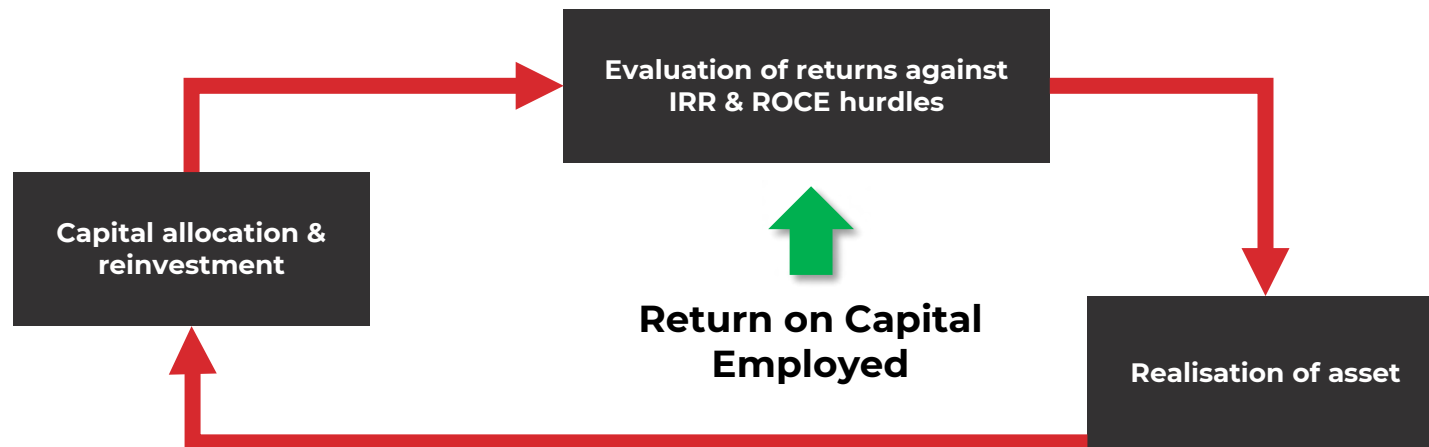 Evaluation of returns against
IRR & ROCE hurdles
Capital allocation &
reinvestment
Return on Capital
Employed
Realisation of asset